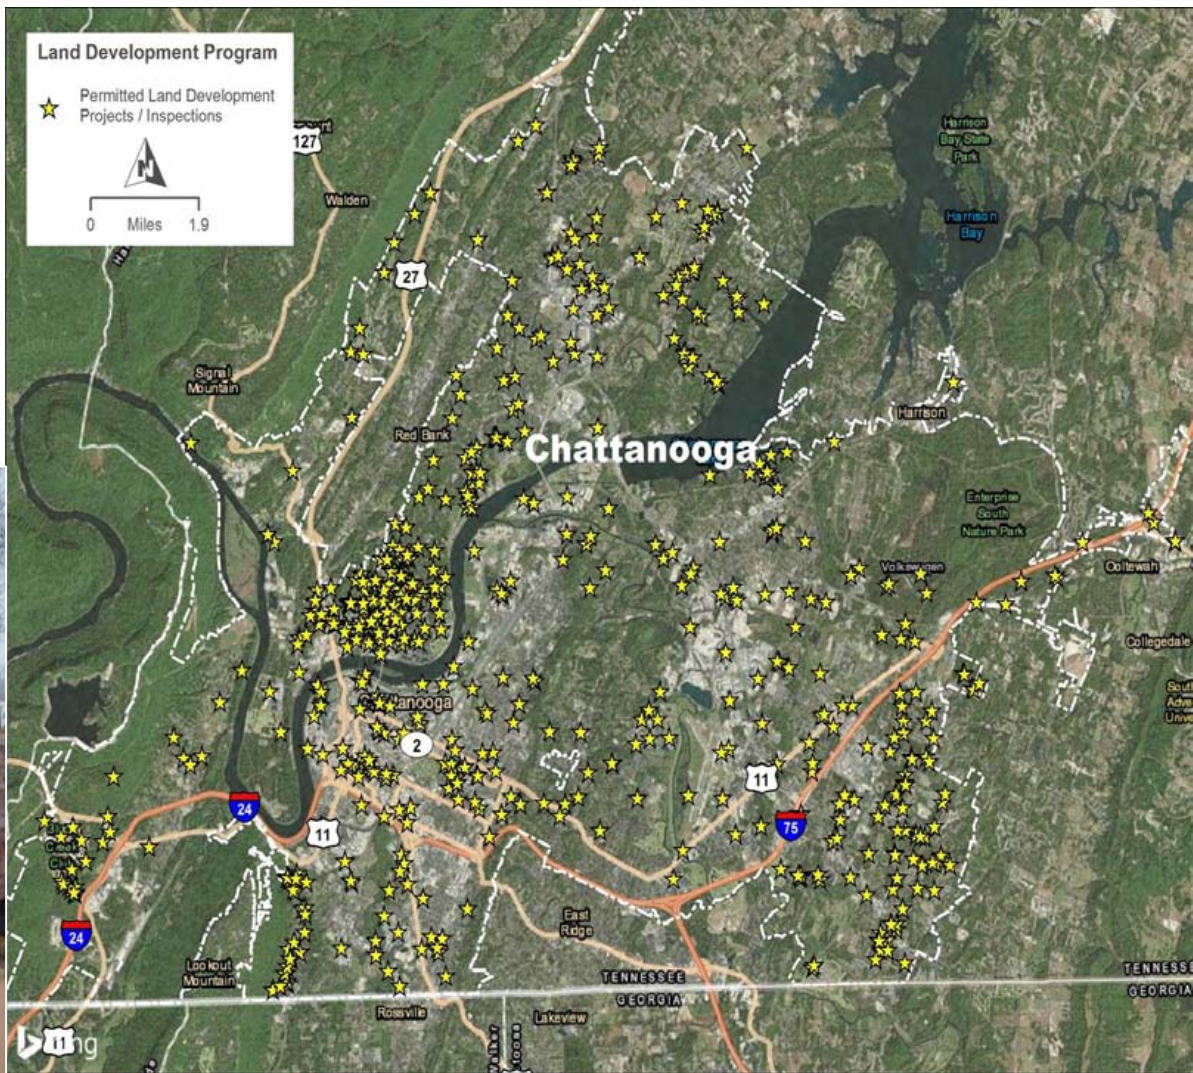 Land Development Program
Permitted Land Development
Projects / Inspections
N
0 Miles 1.9
127
Walden
Harrison
Bay State
Park
Harrison
Bay
27
Signal
Mountain
Harrison
Red Bank
Chattanooga
Enterprise
South
Nature Park
Volkswagen
Ooltewah
Collegedale
2
11
24
11
75
24
East
Ridge
Lookout
Mountain
TENNESSEE
GEORGIA
TENNESSEE
GEORGIA
Rossville
Lakeview
11